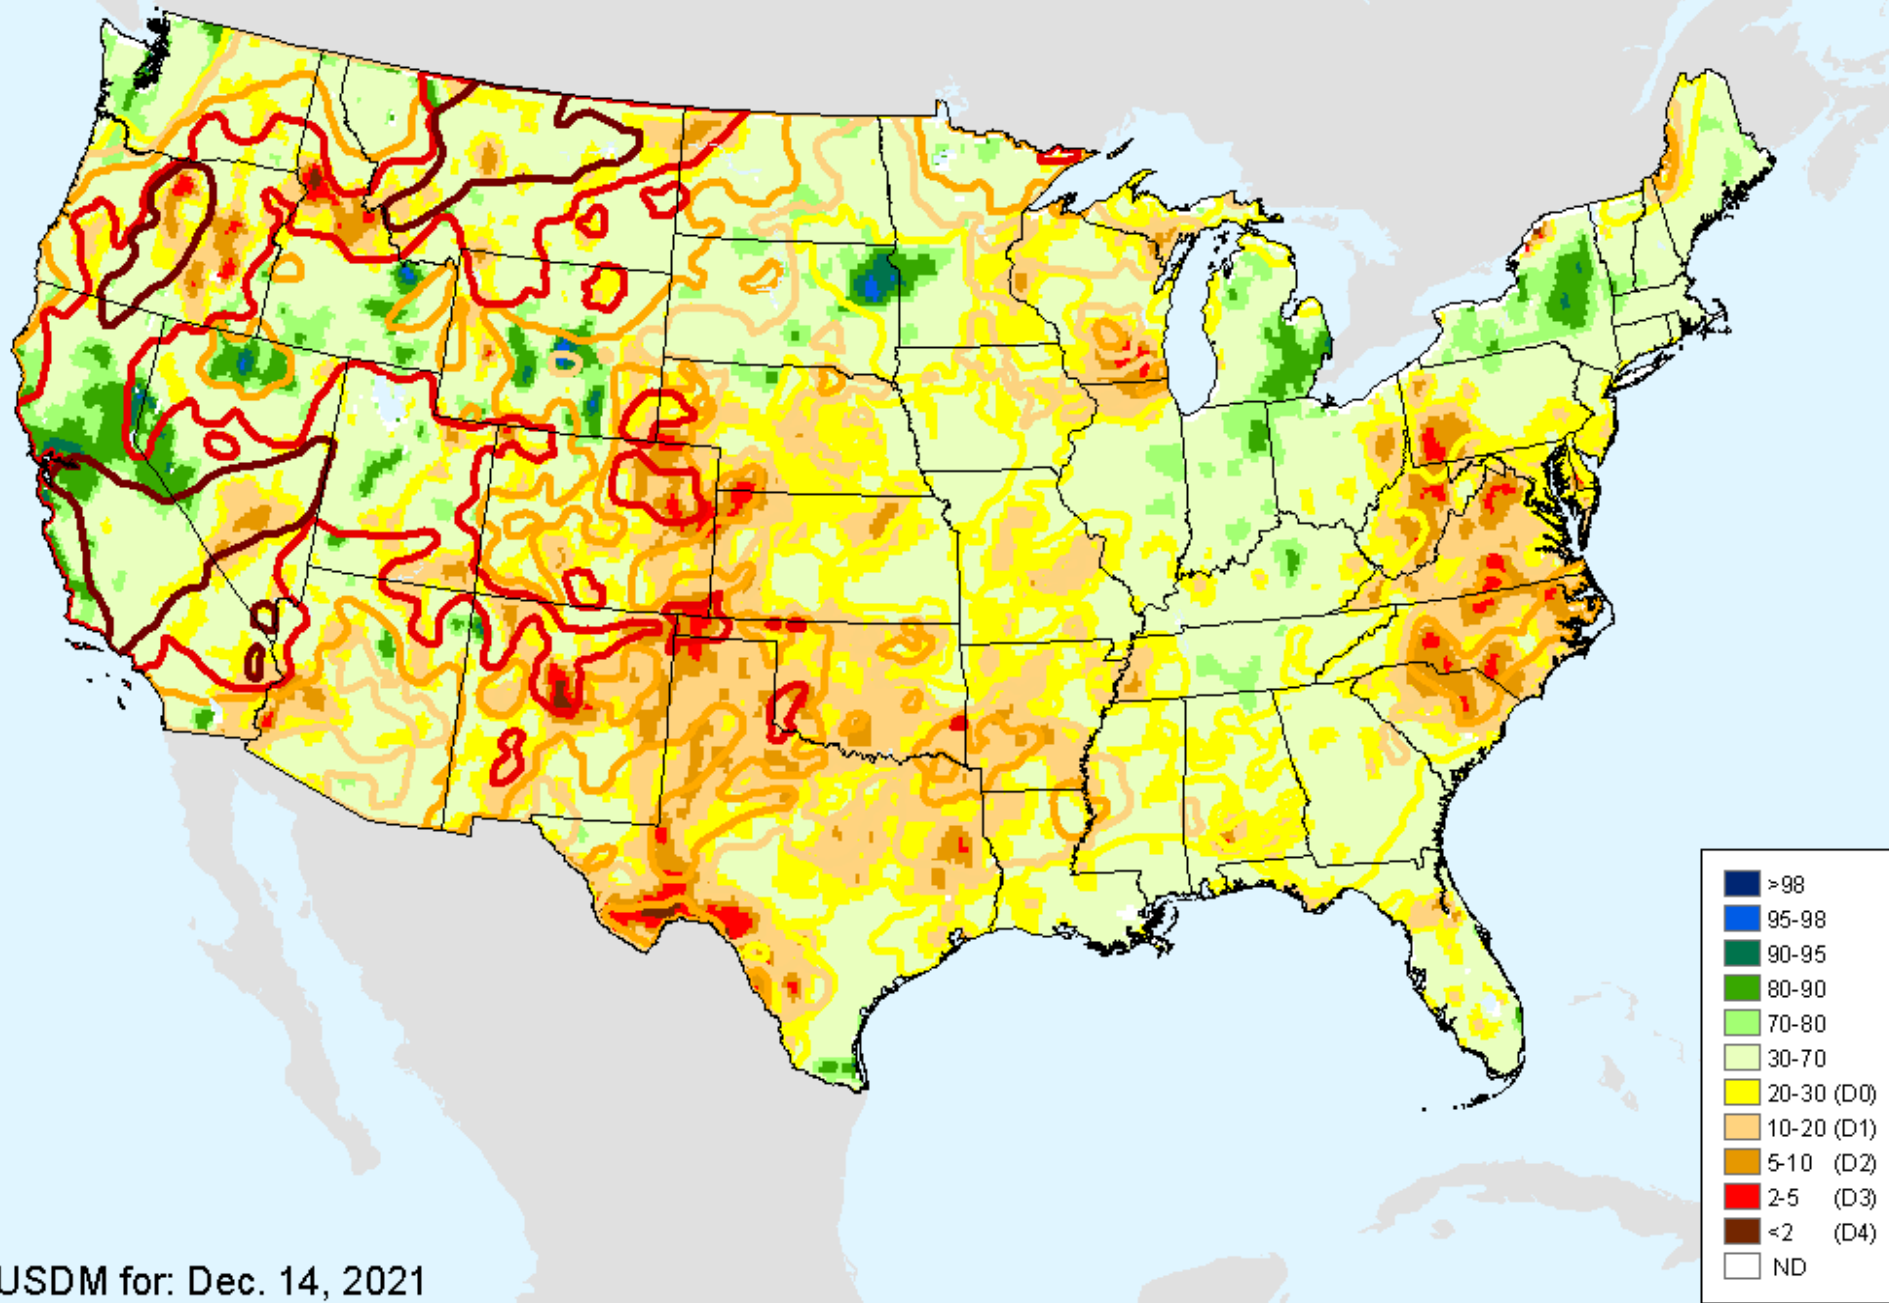 >98
95-98
90-95
80-90
70-80
30-70
20-30 (D0)
10-20 (D1)
5-10 (D2)
2-5 (D3)
<2 (D4)
ND
USDM for: Dec. 14, 2021